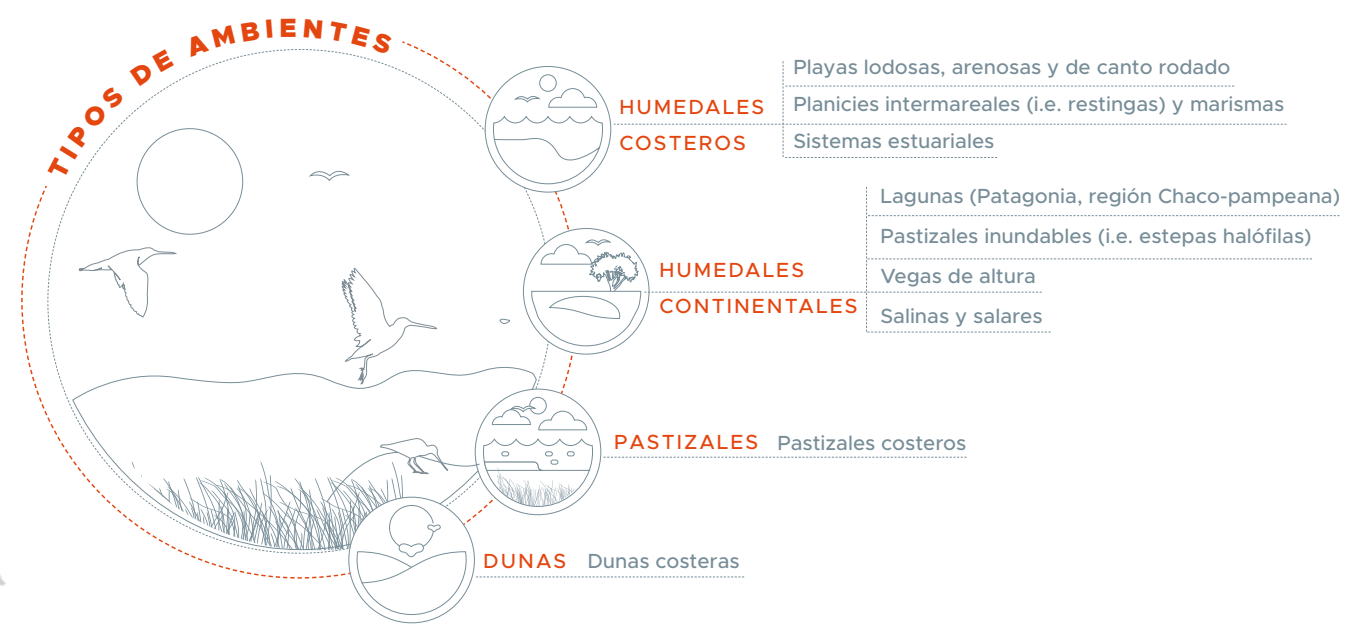 TIPOS DE AMBIENTES
HUMEDALES
COSTEROS
Playas lodosas, arenosas y de canto rodado
Planicies intermareales (i.e. restingas) y marismas
Sistemas estuariales
HUMEDALES
CONTINENTALES
Lagunas (Patagonia, región Chaco-pampeana)
Pastizales inundables (i.e. estepas halófilas)
Vegas de altura
Salinas y salares
PASTIZALES Pastizales costeros
DUNAS Dunas costeras